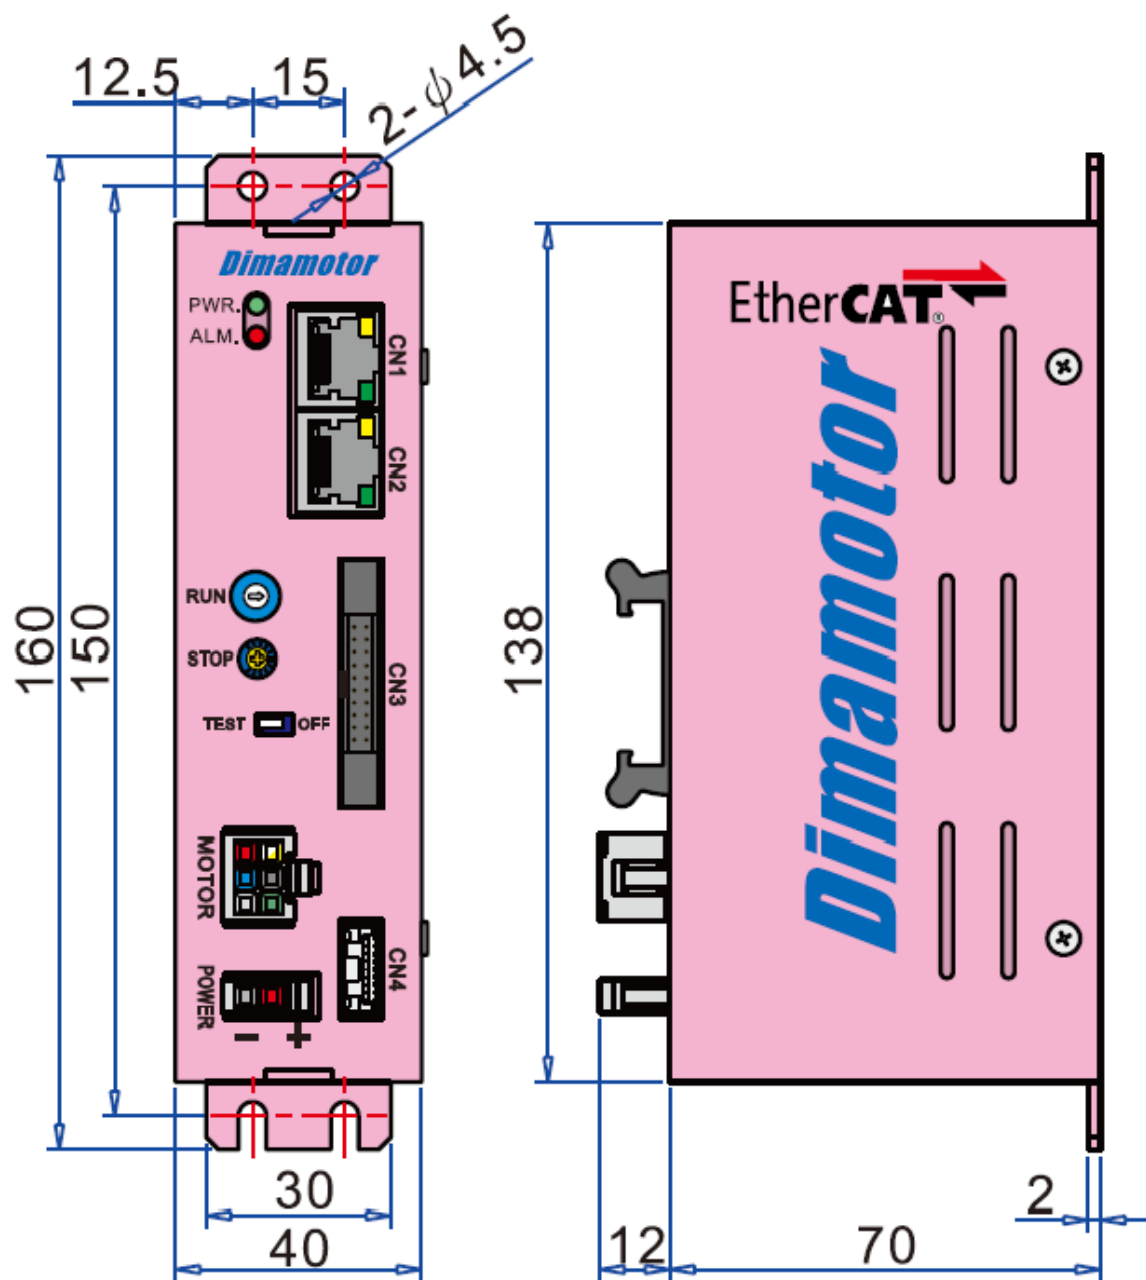 12.5
15
2-φ4.5
Dimamotor
PWR.
ALM.
CN1
CN2
RUN
STOP
TEST
OFF
CN3
MOTOR
POWER
CN4
- +
160
150
30
40
EtherCAT®
Dimamotor
138
12
70
2